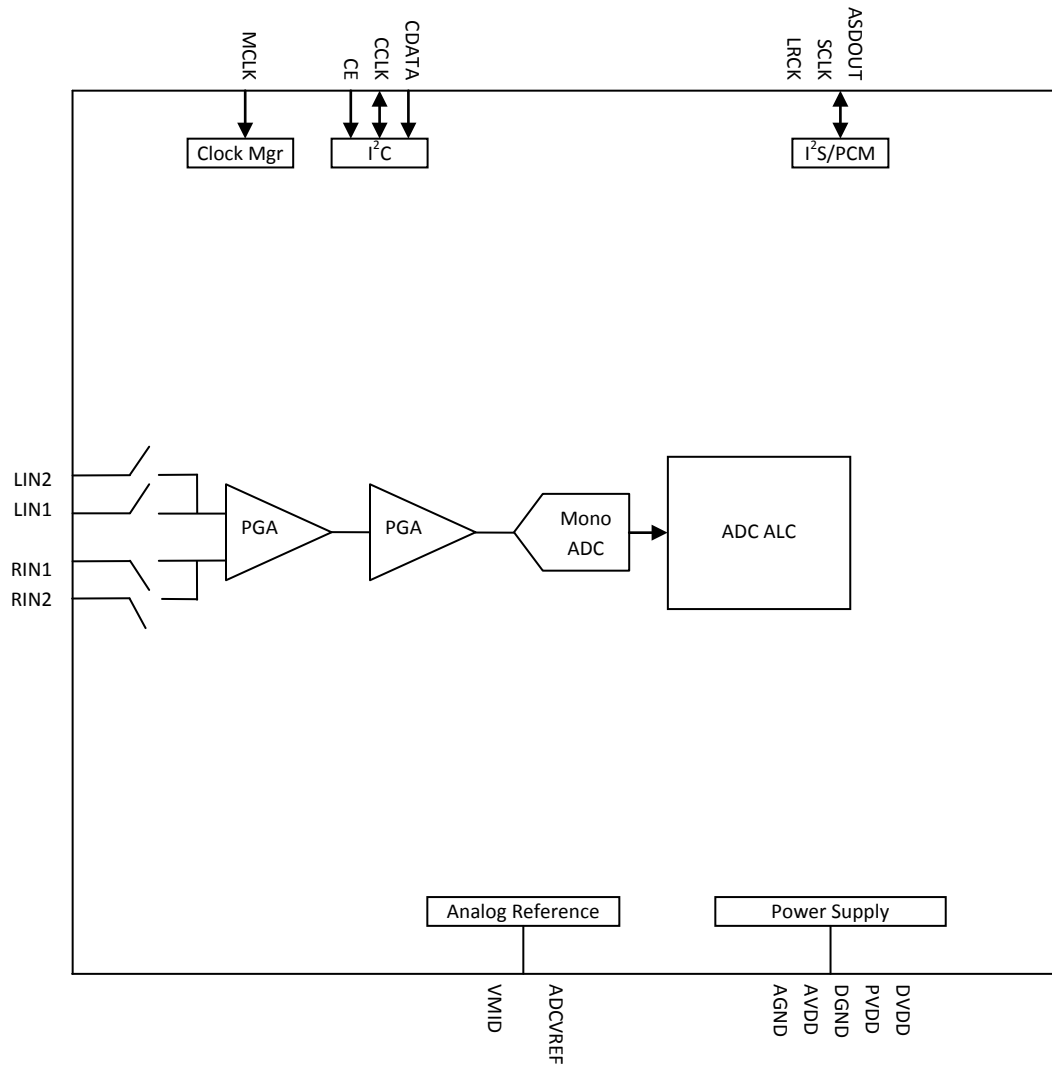 MCLK
CE
CCLK
CDATA
LRCK
SCLK
ASDOUT
Clock Mgr
I²C
I²S/PCM
LIN2
LIN1
RIN1
RIN2
PGA
PGA
Mono
ADC
ADC ALC
Analog Reference
Power Supply
VMID
ADCVREF
AGND
AVDD
DGND
PVDD
DVDD